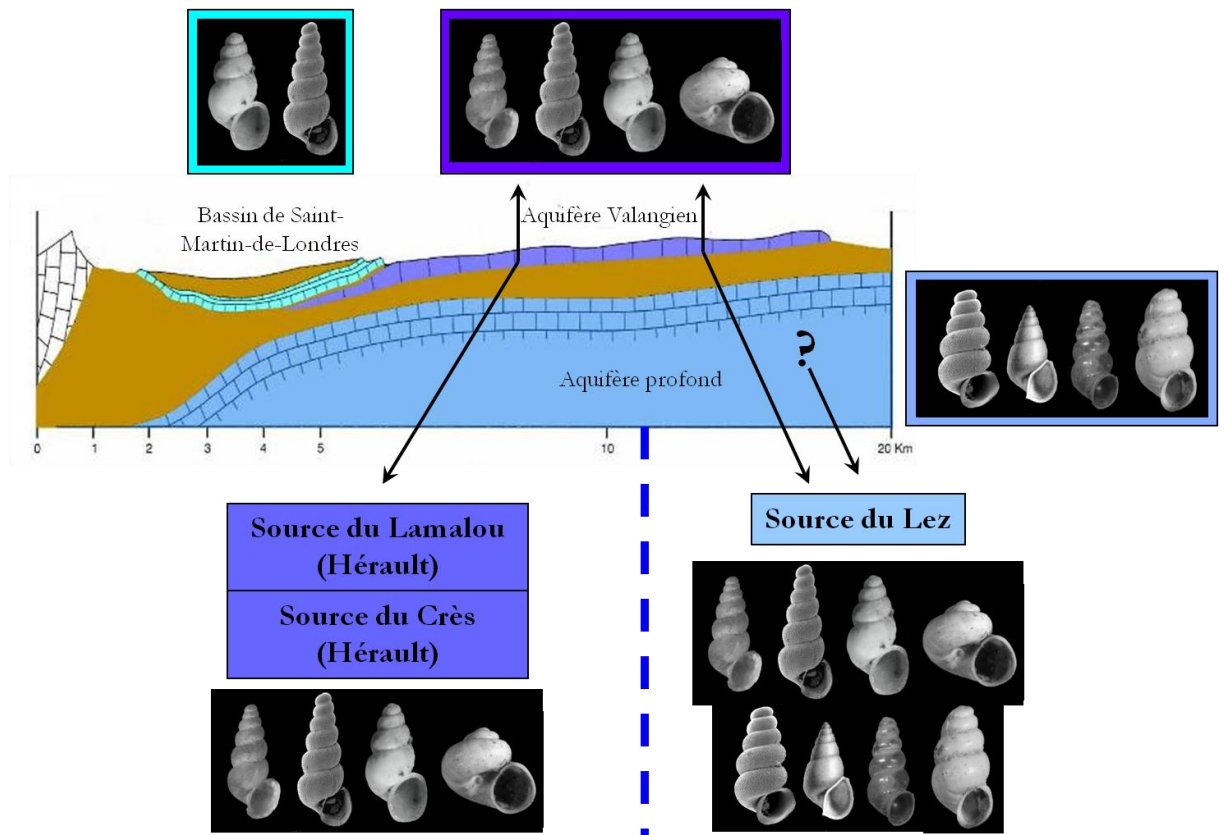 Bassin de Saint-
Martin-de-Londres
Aquifère Valangien
?
Aquifère profond
0 1 2 3 4 5 10 20 Km
Source du Lamalou
(Hérault)
Source du Crès
(Hérault)
Source du Lez